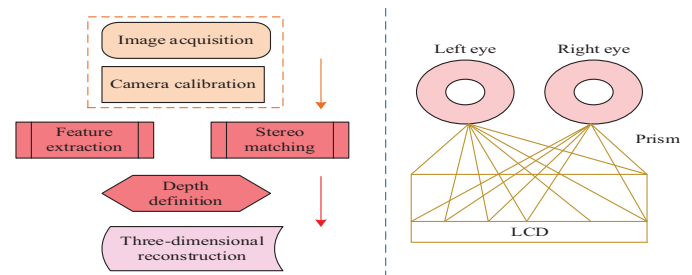 Image acquisition
Camera calibration
Feature
extraction
Stereo
matching
Depth
definition
Three-dimensional
reconstruction
Left eye
Right eye
Prism
LCD